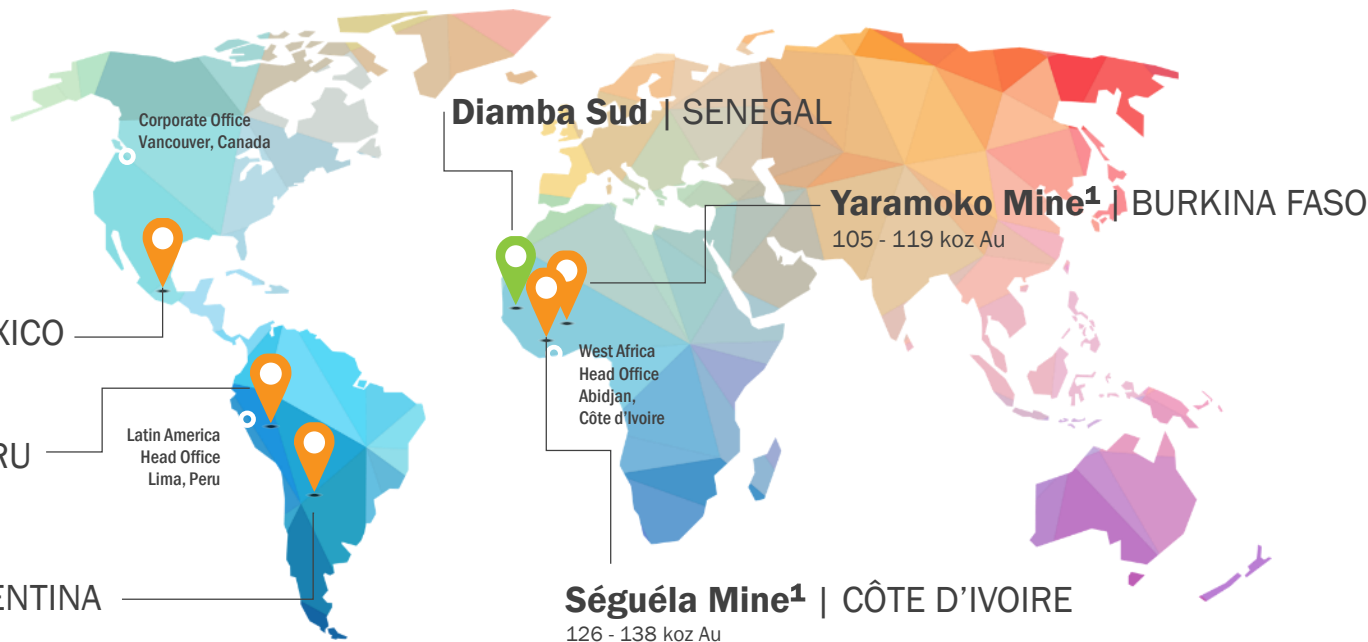 Corporate Office
Vancouver, Canada
Diamba Sud | SENEGAL
Yaramoko Mine¹ | BURKINA FASO
105 - 119 koz Au
XICO
West Africa
Head Office
Abidjan,
Côte d'Ivoire
RU
Latin America
Head Office
Lima, Peru
ENTINA
Séguéla Mine¹ | CÔTE D'IVOIRE
126 - 138 koz Au